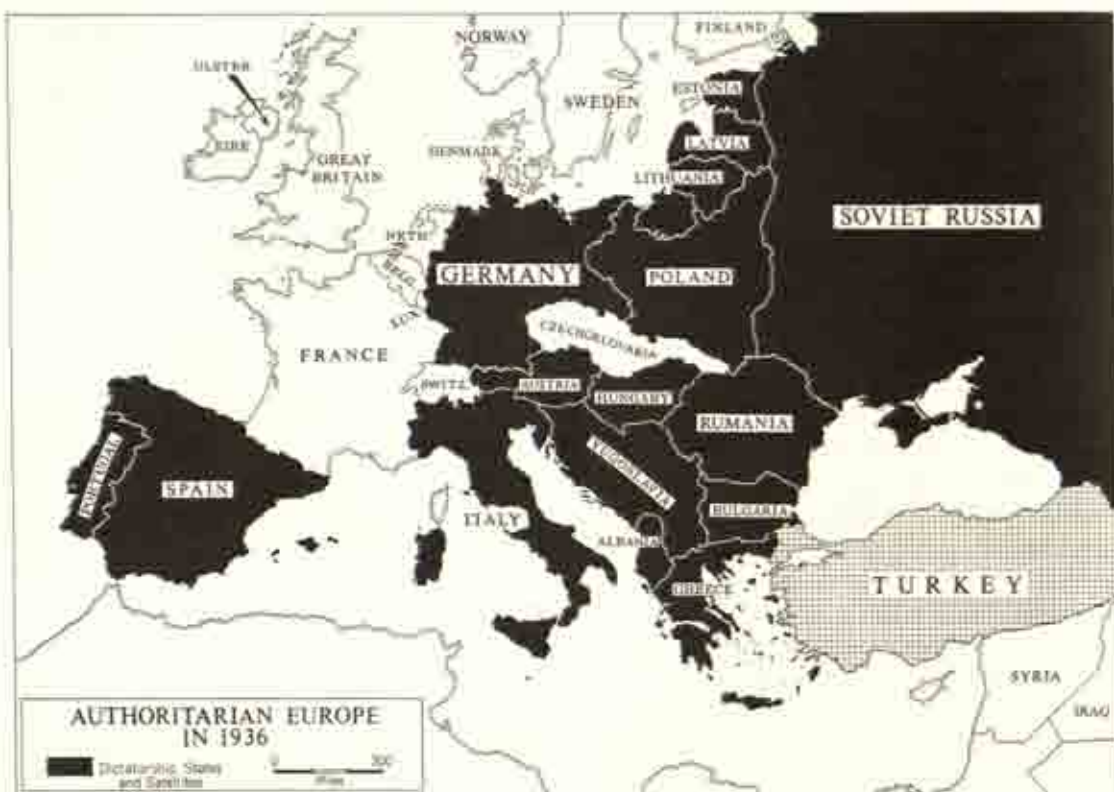 NORWAY
FINLAND
ULSTER
SWEDEN
ESTONIA
LATVIA
EIRE
GREAT
BRITAIN
DENMARK
LITHUANIA
SOVIET RUSSIA
NETH.
BELG.
GERMANY
POLAND
LUX.
CZECHOSLOVAKIA
FRANCE
SWITZ.
AUSTRIA
HUNGARY
RUMANIA
PORTUGAL
SPAIN
YUGOSLAVIA
ITALY
BULGARIA
ALBANIA
GREECE
TURKEY
SYRIA
IRAQ
AUTHORITARIAN EUROPE
IN 1936
Dictatorship States
and Satellites
0 300
Miles